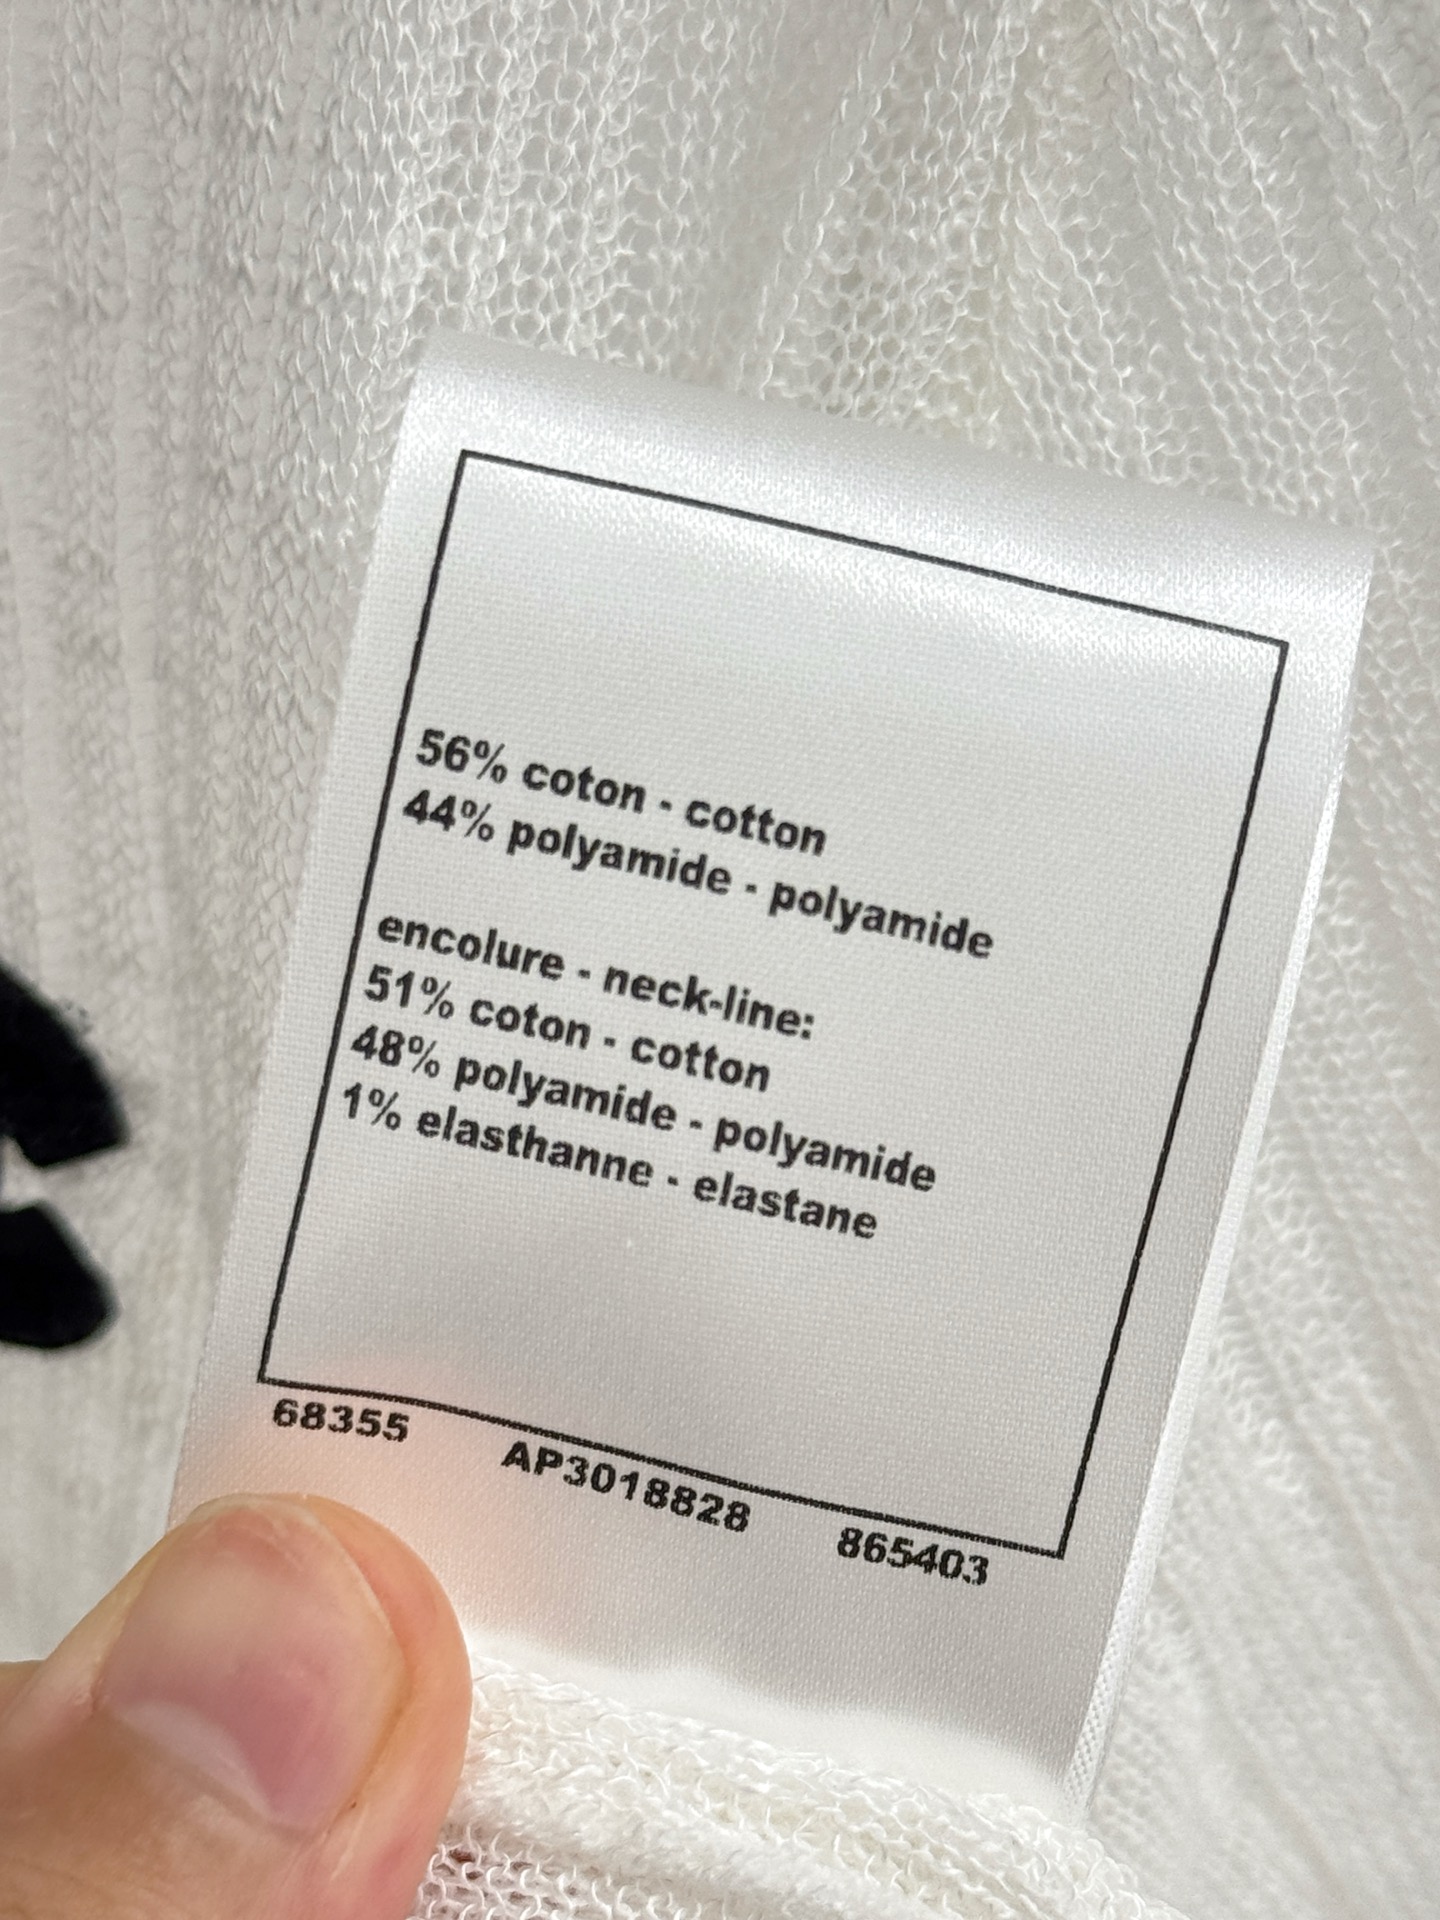 56% coton - cotton
44% polyamide - polyamide
encolure - neck-line:
51% coton - cotton
48% polyamide - polyamide
1% elasthanne - elastane
68355 AP3018828 865403